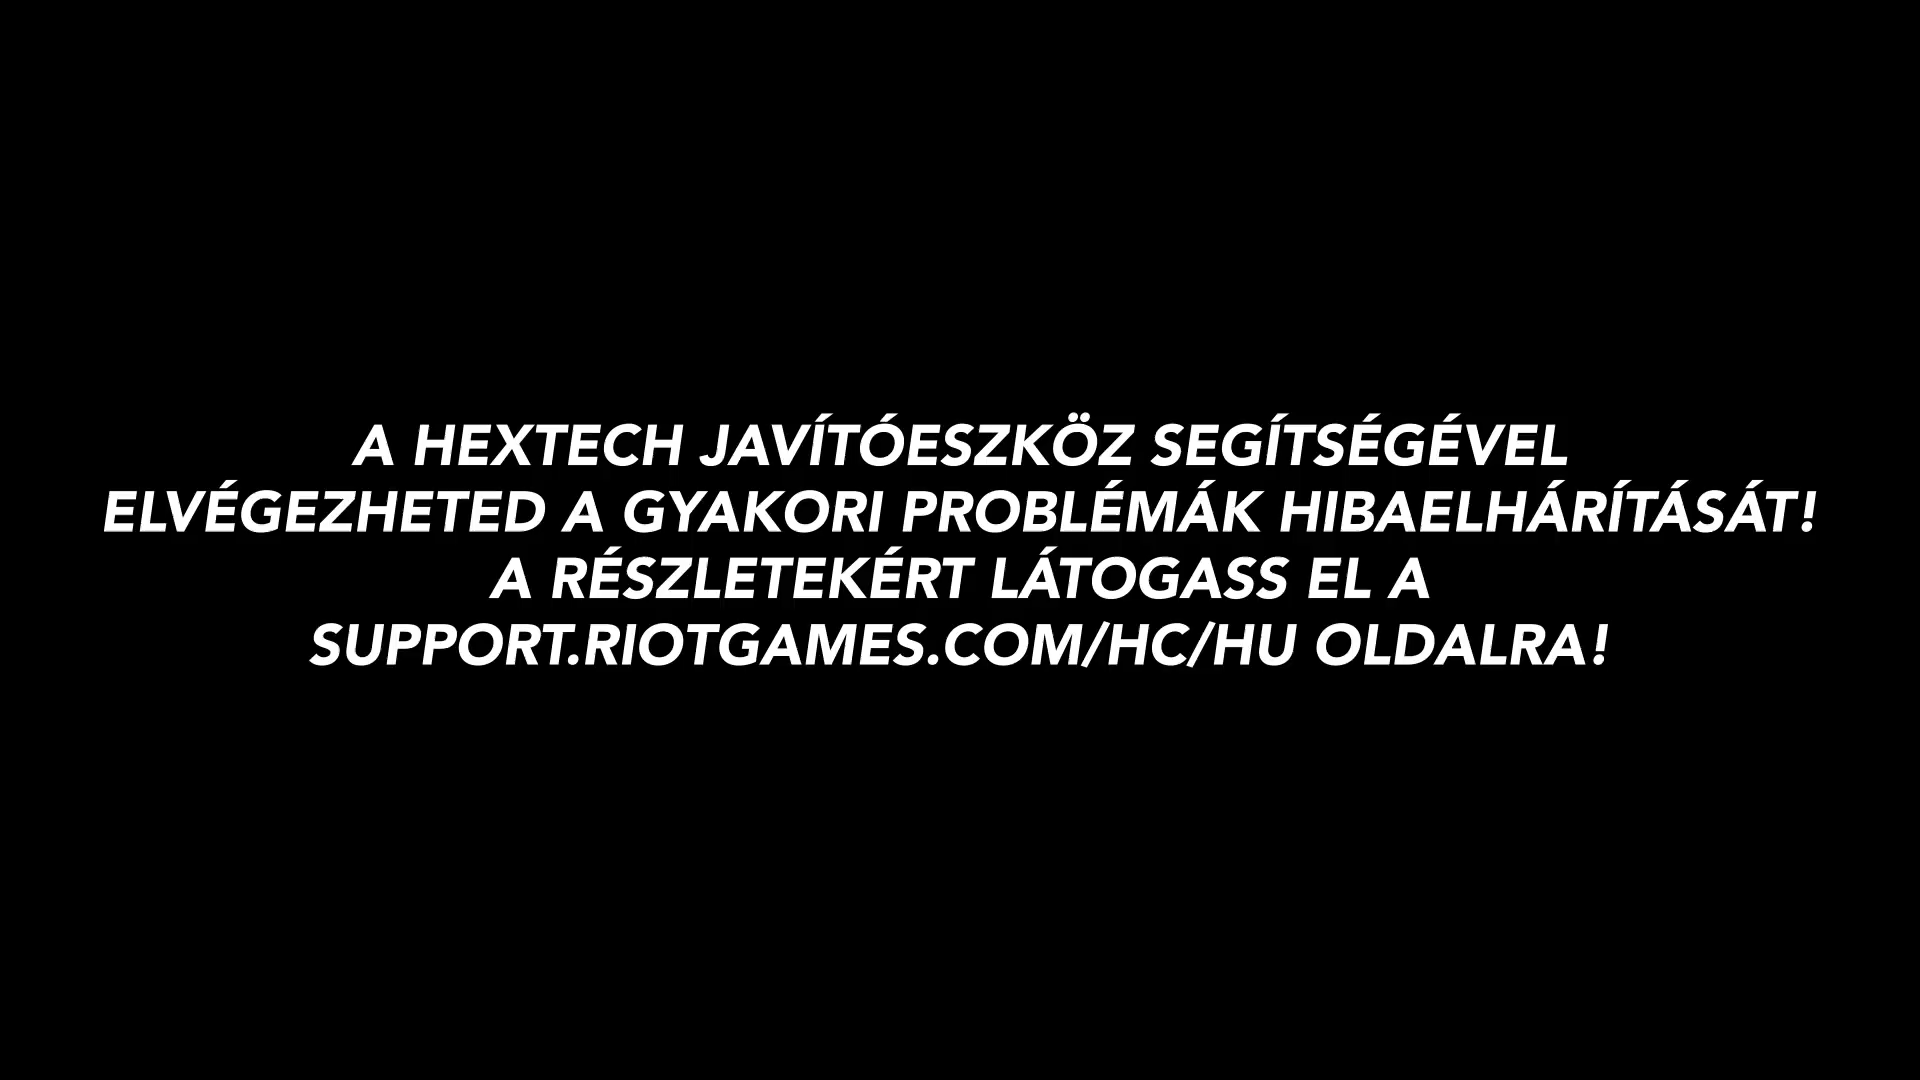 A HEXTECH JAVÍTÓESZKÖZ SEGÍTSÉGÉVEL
ELVÉGEZHETED A GYAKORI PROBLÉMÁK HIBAELHÁRÍTÁSÁT!
A RÉSZLETEKÉRT LÁTOGASS EL A
SUPPORT.RIOTGAMES.COM/HC/HU OLDALRA!